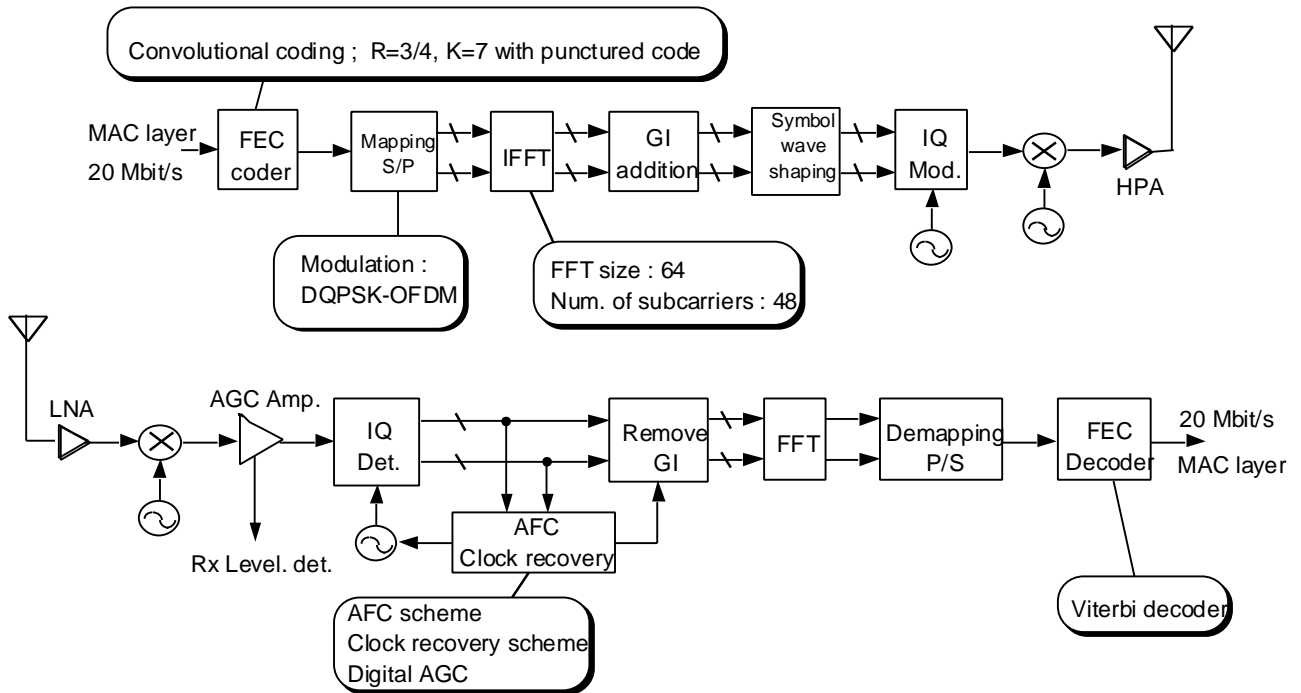 Convolutional coding ; R=3/4, K=7 with punctured code
MAC layer
20 Mbit/s
FEC
coder
Mapping
S/P
IFFT
GI
addition
Symbol
wave
shaping
IQ
Mod.
HPA
Modulation :
DQPSK-OFDM
FFT size : 64
Num. of subcarriers : 48
LNA
AGC Amp.
IQ
Det.
Remove
GI
FFT
Demapping
P/S
FEC
Decoder
20 Mbit/s
MAC layer
Rx Level. det.
AFC
Clock recovery
AFC scheme
Clock recovery scheme
Digital AGC
Viterbi decoder